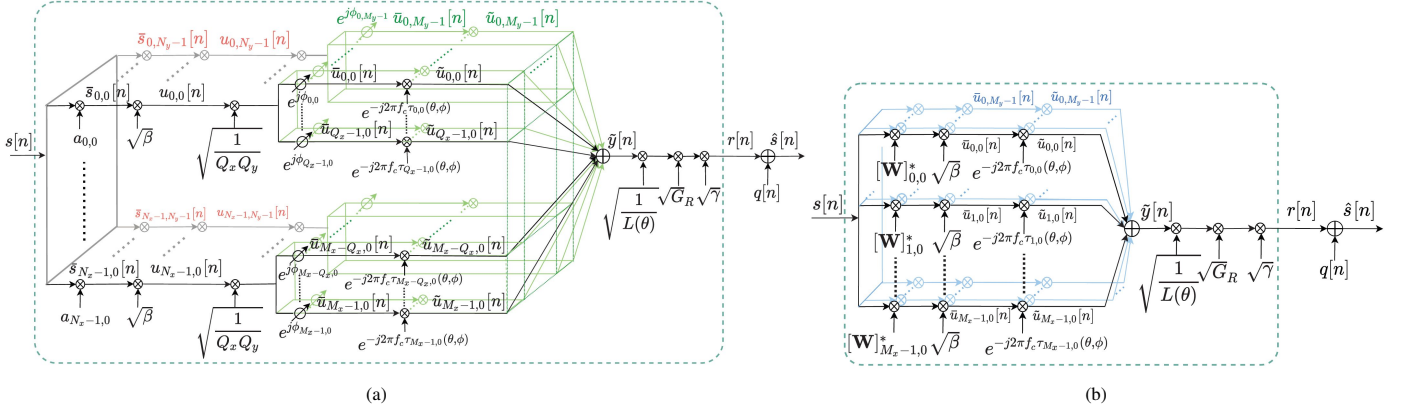 e^{jϕ_{0,M_y−1}} ū_{0,M_y−1}[n] ũ_{0,M_y−1}[n]
s̄_{0,N_y−1}[n] u_{0,N_y−1}[n]
s̄_{0,0}[n] u_{0,0}[n] ū_{0,0}[n] ũ_{0,0}[n]
a_{0,0} √β √(1/(Q_xQ_y)) e^{jϕ_{0,0}} e^{−j2πf_cτ_{0,0}(θ,ϕ)}
ū_{Q_x−1,0}[n] ũ_{Q_x−1,0}[n]
e^{jϕ_{Q_x−1,0}} e^{−j2πf_cτ_{Q_x−1,0}(θ,ϕ)}
s[n] ỹ[n] r[n] ŝ[n]
√(1/L(θ)) √G_R √γ q[n]
s̄_{N_x−1,N_y−1}[n] u_{N_x−1,N_y−1}[n]
ū_{M_x−Q_x,0}[n] ũ_{M_x−Q_x,0}[n]
s̄_{N_x−1,0}[n] u_{N_x−1,0}[n] e^{jϕ_{M_x−Q_x,0}} e^{−j2πf_cτ_{M_x−Q_x,0}(θ,ϕ)}
ū_{M_x−1,0}[n] ũ_{M_x−1,0}[n]
a_{N_x−1,0} √β √(1/(Q_xQ_y)) e^{jϕ_{M_x−1,0}} e^{−j2πf_cτ_{M_x−1,0}(θ,ϕ)}
(a)
ū_{0,M_y−1}[n] ũ_{0,M_y−1}[n]
ū_{0,0}[n] ũ_{0,0}[n]
[W]*_{0,0} √β e^{−j2πf_cτ_{0,0}(θ,ϕ)}
s[n] ū_{1,0}[n] ũ_{1,0}[n] ỹ[n] r[n] ŝ[n]
[W]*_{1,0} √β e^{−j2πf_cτ_{1,0}(θ,ϕ)}
√(1/L(θ)) √G_R √γ q[n]
ū_{M_x−1,0}[n] ũ_{M_x−1,0}[n]
[W]*_{M_x−1,0} √β e^{−j2πf_cτ_{M_x−1,0}(θ,ϕ)}
(b)